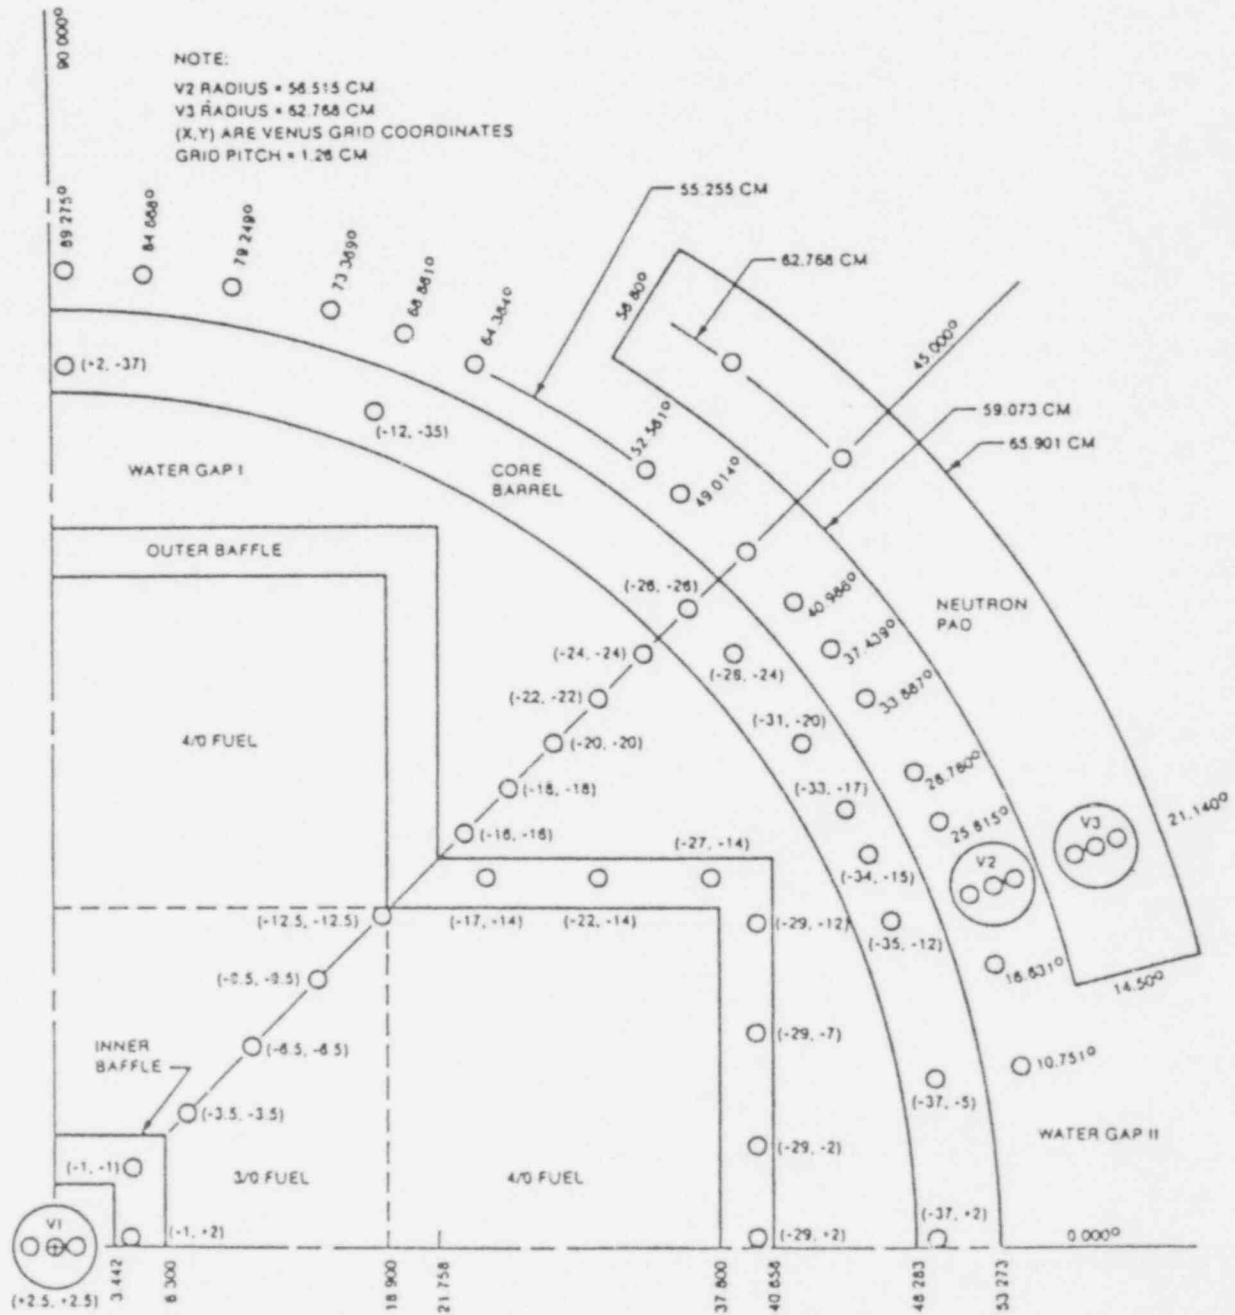 90 000°
NOTE:
V2 RADIUS = 56.515 CM
V3 RADIUS = 62.768 CM
(X,Y) ARE VENUS GRID COORDINATES
GRID PITCH = 1.26 CM
55.255 CM
89 275°
84 668°
79 249°
73.369°
68 881°
64.384°
62.768 CM
56.80°
45.000°
(+2, -37)
59.073 CM
65.901 CM
(-12, -35)
52.581°
49.014°
WATER GAP I
CORE
BARREL
OUTER BAFFLE
(-26, -26)
40.986°
NEUTRON
PAD
37.439°
(-24, -24)
(-26, -24)
33.887°
(-22, -22)
(-31, -20)
4/0 FUEL
(-20, -20)
28.760°
(-18, -18)
(-33, -17)
21.140°
25.815°
V3
(-16, -16)
(-27, -14)
V2
(-34, -15)
(-12.5, -12.5)
(-17, -14)
(-22, -14)
(-29, -12)
(-35, -12)
16.631°
14.50°
(-9.5, -9.5)
(-29, -7)
INNER
BAFFLE
(-6.5, -6.5)
10.751°
(-3.5, -3.5)
(-37, -5)
WATER GAP II
(-29, -2)
(-1, -1)
3/0 FUEL
4/0 FUEL
V1
(-1, +2)
(-29, +2)
(-37, +2)
0.000°
(+2.5, +2.5)
3 442
6 300
18 900
21 758
37 800
40 658
48 283
53 273